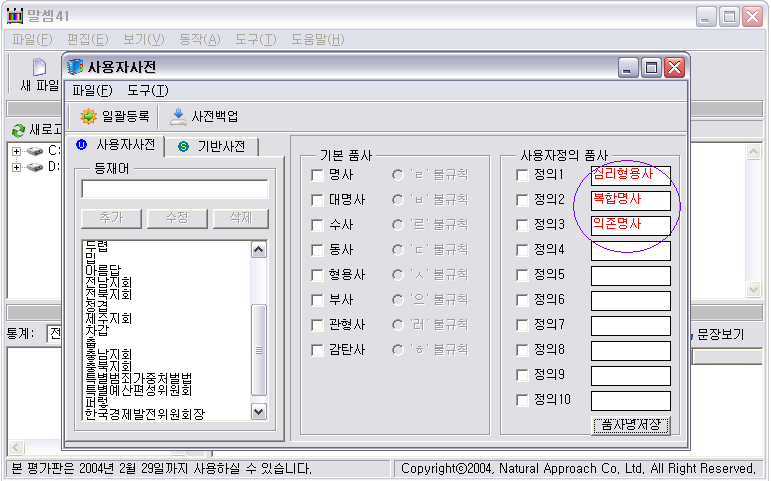 말셈41
파일(F) 편집(E) 보기(V) 동작(A) 도구(T) 도움말(H)
새 파일
새로고
C:
D:
통계: 전
문장보기
사용자사전
파일(F) 도구(T)
일괄등록 사전백업
사용자사전 기반사전
등재어
추가 수정 삭제
두렵
밉
아름답
전남지회
전북지회
정겹
제주지회
차갑
춥
충남지회
충북지회
특별범죄가중처벌법
특별예산편성위원회
퍼렇
한국경제발전위원회장
기본 품사
명사 'ㄹ' 불규칙
대명사 'ㅂ' 불규칙
수사 '르' 불규칙
동사 'ㄷ' 불규칙
형용사 'ㅅ' 불규칙
부사 '으' 불규칙
관형사 '러' 불규칙
감탄사 'ㅎ' 불규칙
사용자정의 품사
정의1 심리형용사
정의2 복합명사
정의3 의존명사
정의4
정의5
정의6
정의7
정의8
정의9
정의10
품사명저장
본 평가판은 2004년 2월 29일까지 사용하실 수 있습니다.
Copyright©2004, Natural Approach Co, Ltd, All Right Reserved,